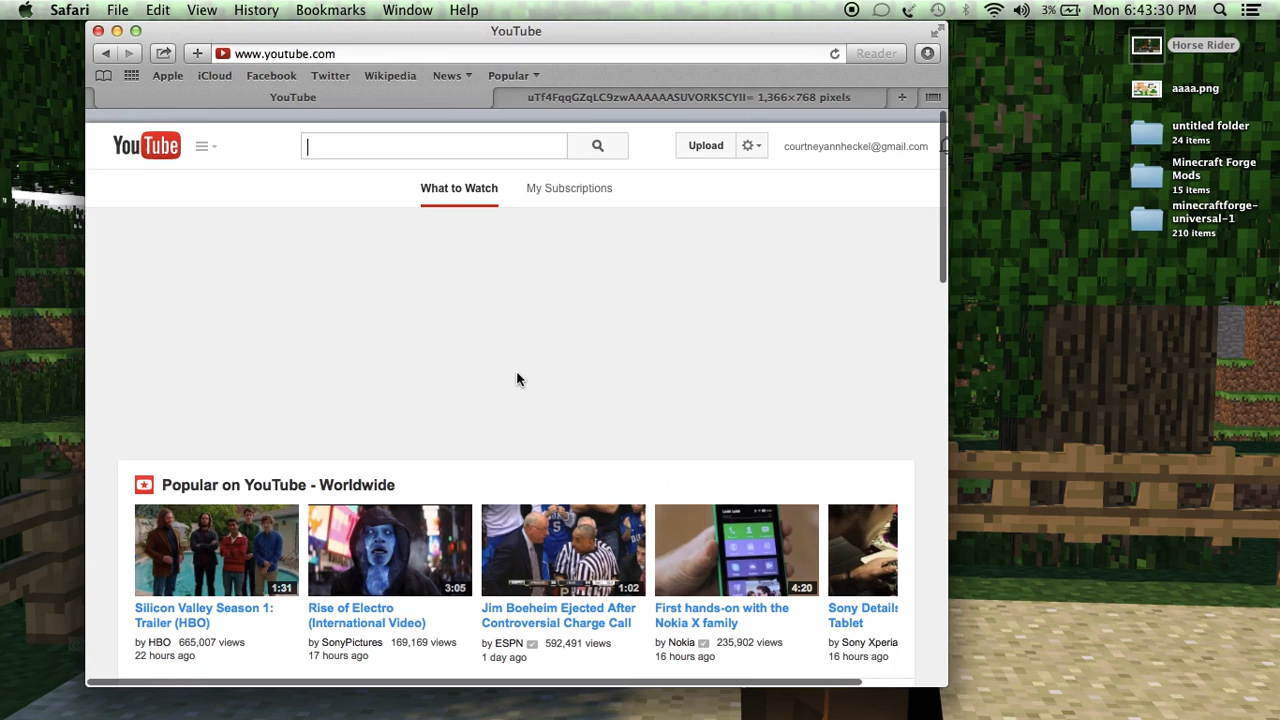 Safari File Edit View History Bookmarks Window Help 3% Mon 6:43:30 PM
YouTube
www.youtube.com Reader
Apple iCloud Facebook Twitter Wikipedia News Popular
YouTube uTf4FqqGZqLC9zwAAAAASUVORK5CYII= 1,366×768 pixels
YouTube Upload courtneyannheckel@gmail.com
What to Watch My Subscriptions
Popular on YouTube - Worldwide
1:31 3:05 1:02 4:20
Silicon Valley Season 1: Trailer (HBO)
by HBO 665,007 views
22 hours ago
Rise of Electro (International Video)
by SonyPictures 169,169 views
17 hours ago
Jim Boeheim Ejected After Controversial Charge Call
by ESPN 592,491 views
1 day ago
First hands-on with the Nokia X family
by Nokia 235,902 views
16 hours ago
Sony Details
Tablet
by Sony Xperia
16 hours ago
Horse Rider
aaaa.png
untitled folder
24 items
Minecraft Forge
Mods
15 items
minecraftforge-
universal-1
210 items